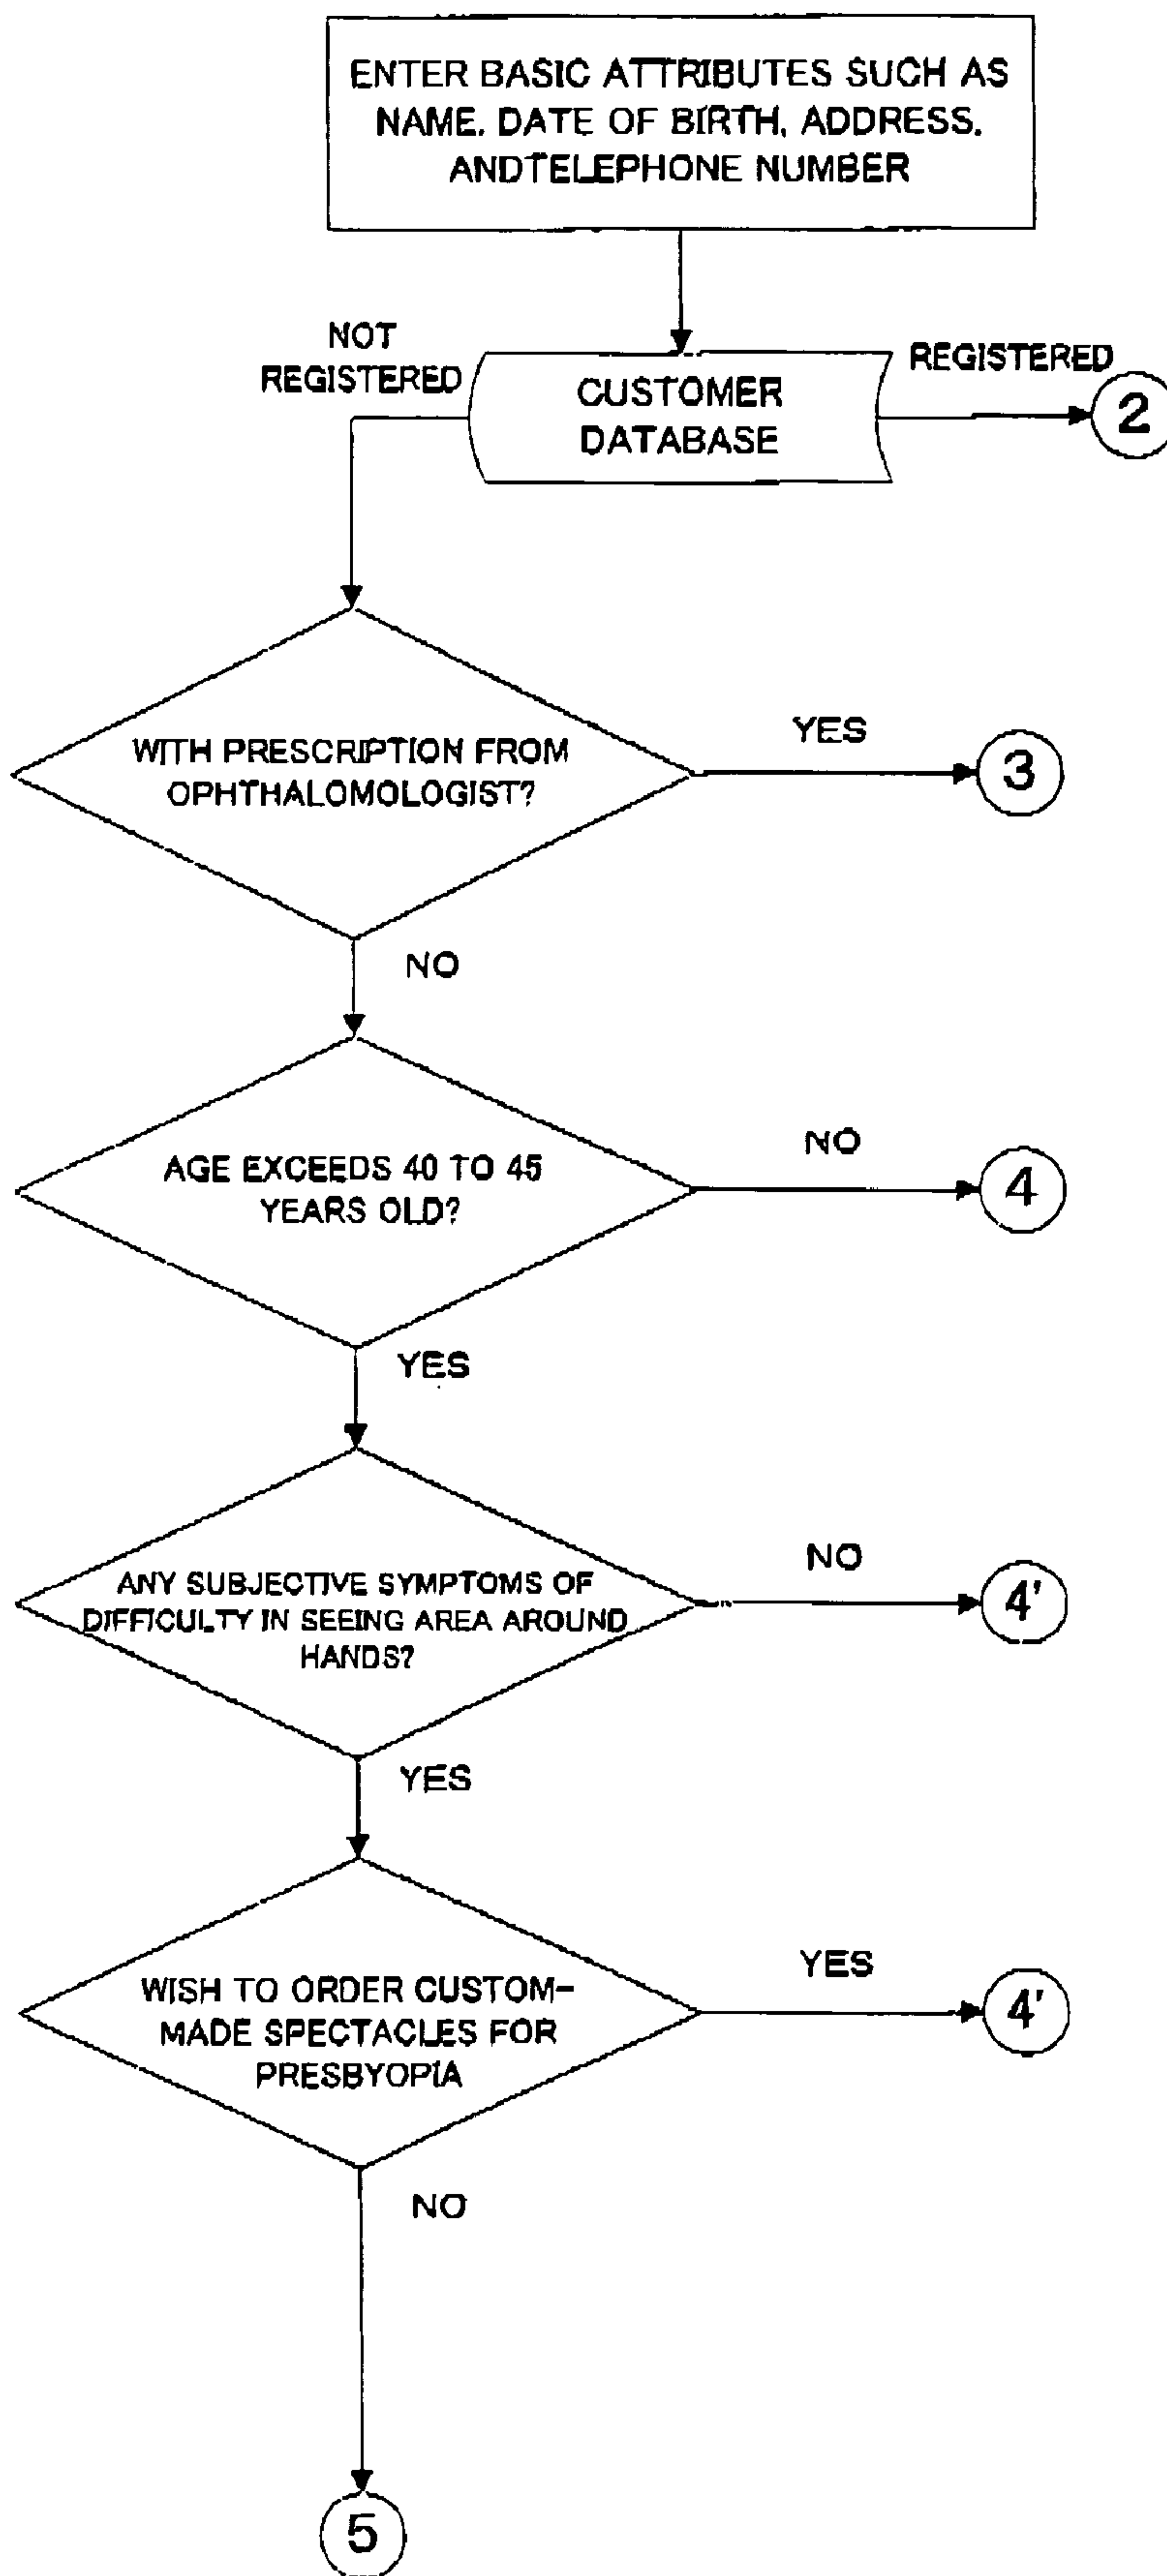 ENTER BASIC ATTRIBUTES SUCH AS
NAME. DATE OF BIRTH, ADDRESS.
ANDTELEPHONE NUMBER
NOT
REGISTERED
CUSTOMER
DATABASE
REGISTERED
2
WITH PRESCRIPTION FROM
OPHTHALOMOLOGIST?
YES
3
NO
AGE EXCEEDS 40 TO 45
YEARS OLD?
NO
4
YES
ANY SUBJECTIVE SYMPTOMS OF
DIFFICULTY IN SEEING AREA AROUND
HANDS?
NO
4'
YES
WISH TO ORDER CUSTOM-
MADE SPECTACLES FOR
PRESBYOPIA
YES
4'
NO
5